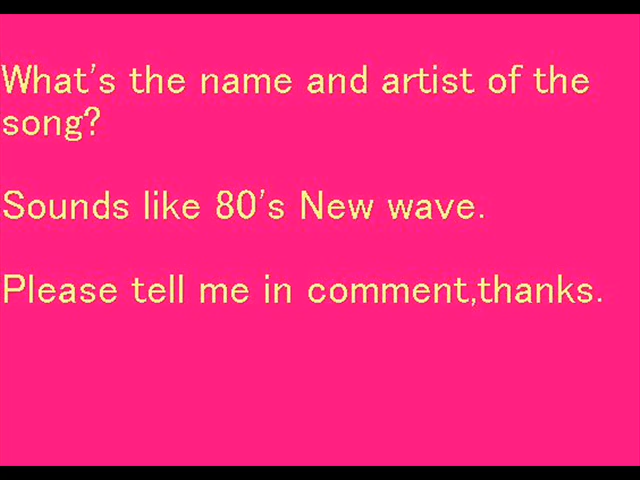 What's the name and artist of the
song?
Sounds like 80's New wave.
Please tell me in comment,thanks.